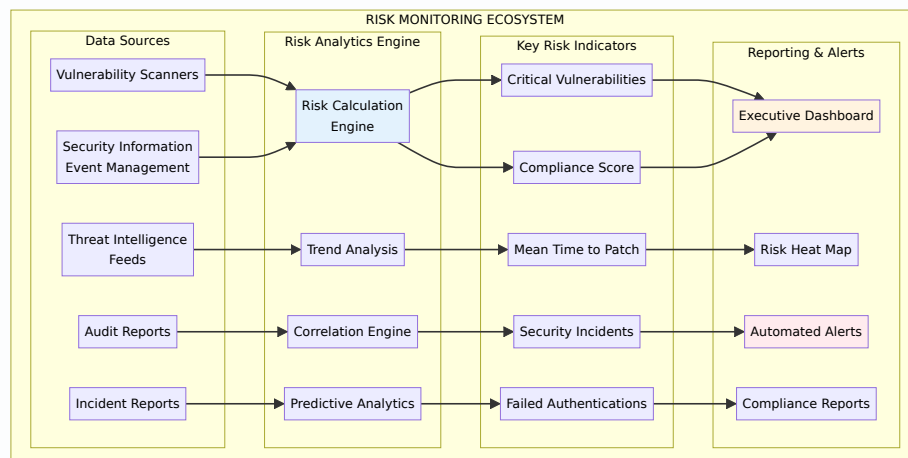 RISK MONITORING ECOSYSTEM
Data Sources
Vulnerability Scanners
Security Information
Event Management
Threat Intelligence
Feeds
Audit Reports
Incident Reports
Risk Analytics Engine
Risk Calculation
Engine
Trend Analysis
Correlation Engine
Predictive Analytics
Key Risk Indicators
Critical Vulnerabilities
Compliance Score
Mean Time to Patch
Security Incidents
Failed Authentications
Reporting & Alerts
Executive Dashboard
Risk Heat Map
Automated Alerts
Compliance Reports